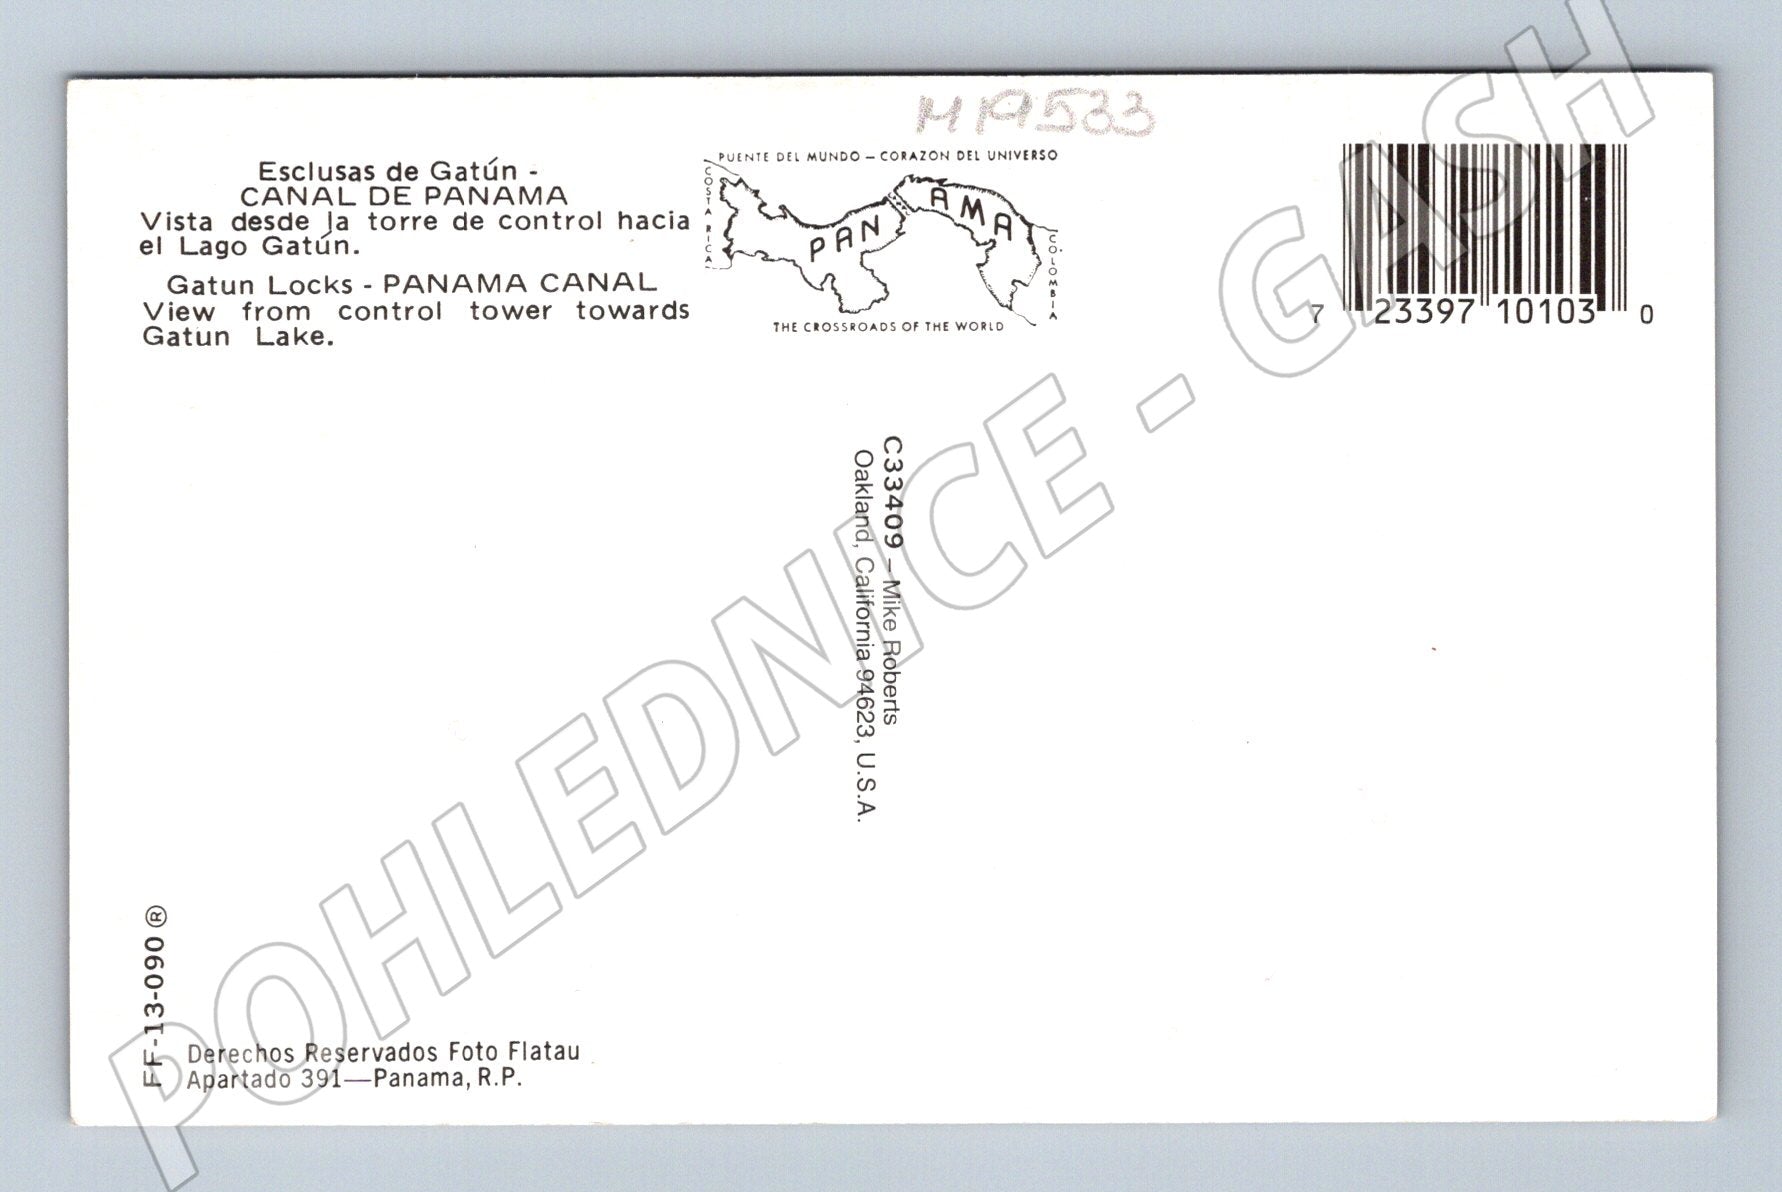 MA533
Esclusas de Gatún -
CANAL DE PANAMA
Vista desde la torre de control hacia
el Lago Gatún.
Gatun Locks - PANAMA CANAL
View from control tower towards
Gatun Lake.
PUENTE DEL MUNDO – CORAZON DEL UNIVERSO
COSTA RICA
PANAMA
COLOMBIA
THE CROSSROADS OF THE WORLD
7 23397 10103 0
C33409 – Mike Roberts
Oakland, California 94623, U.S.A.
FF-13-090 ®
Derechos Reservados Foto Flatau
Apartado 391—Panama, R.P.
POHLEDNICE - GASH